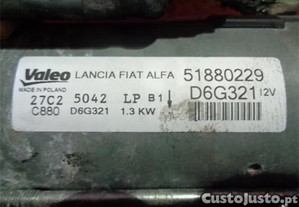 Valeo LANCIA FIAT ALFA 51880229
MADE IN POLAND D6G321 12V
27C2 5042 LP B1
C880 D6G321 1.3 KW
CustoJusto.pt